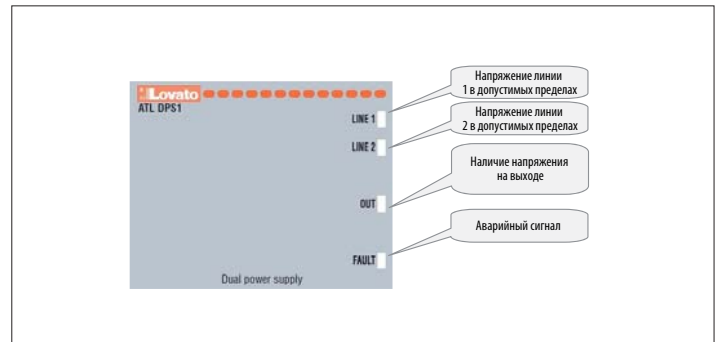 Lovato
ATL DPS1
LINE 1
LINE 2
OUT
FAULT
Dual power supply
Напряжение линии
1 в допустимых пределах
Напряжение линии
2 в допустимых пределах
Наличие напряжения
на выходе
Аварийный сигнал